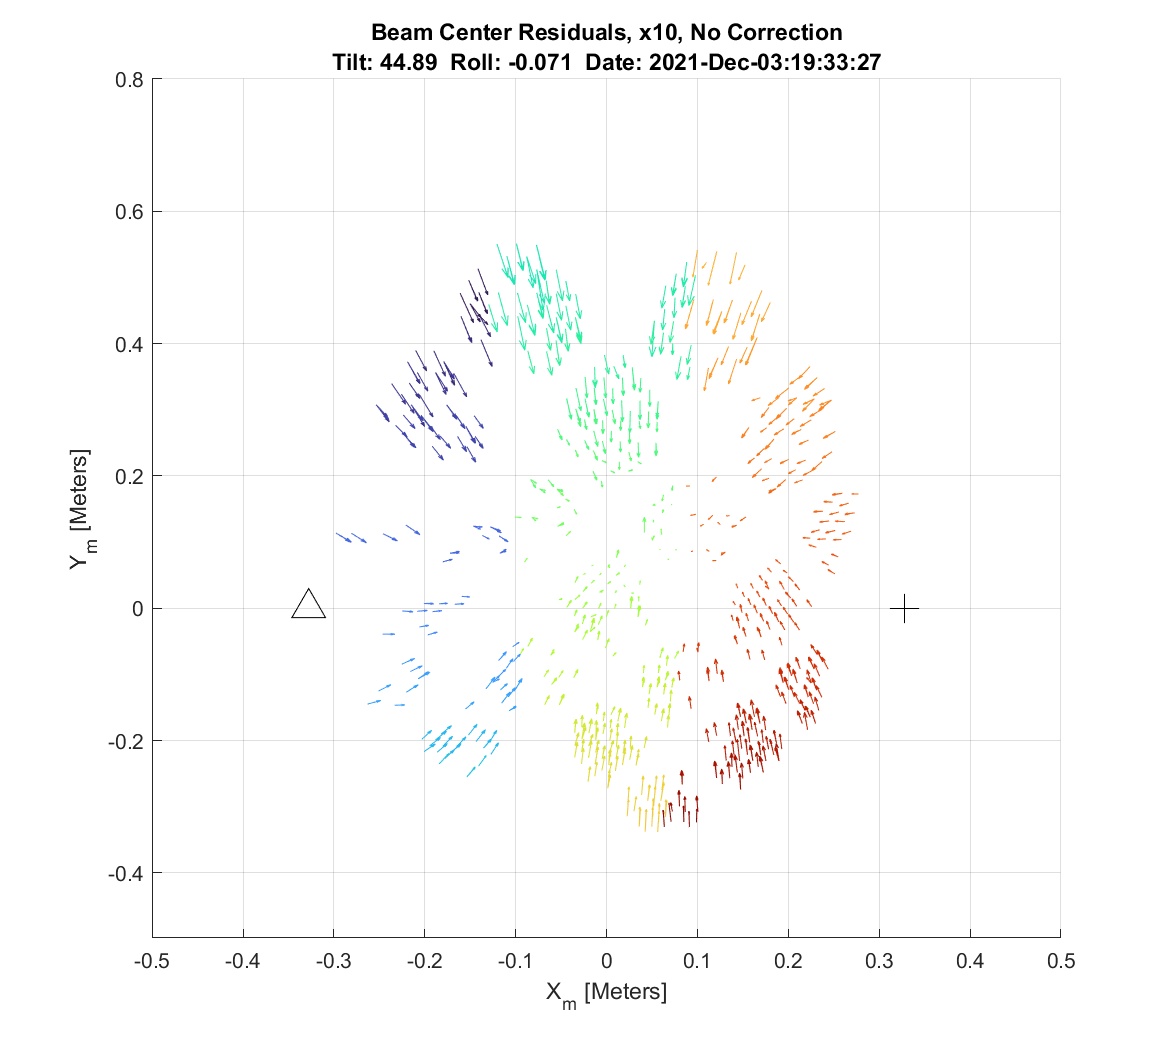 Beam Center Residuals, x10, No Correction
Tilt: 44.89  Roll: -0.071  Date: 2021-Dec-03:19:33:27
0.8
0.6
0.4
0.2
0
-0.2
-0.4
Y_m [Meters]
-0.5 -0.4 -0.3 -0.2 -0.1 0 0.1 0.2 0.3 0.4 0.5
X_m [Meters]